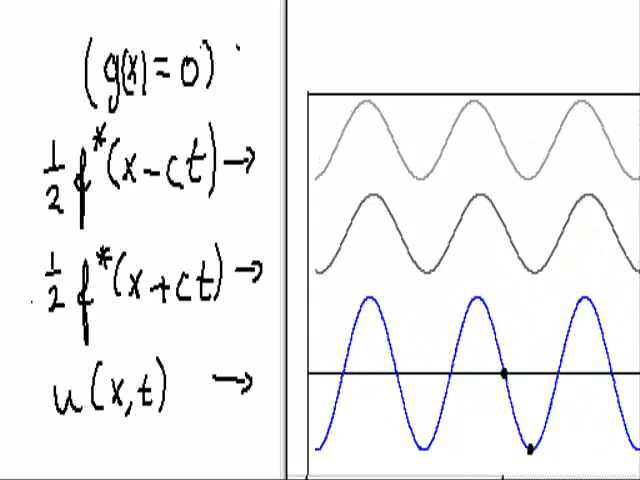 (g(x) = 0)
1/2 f*(x-ct) →
1/2 f*(x+ct) →
u(x,t) →